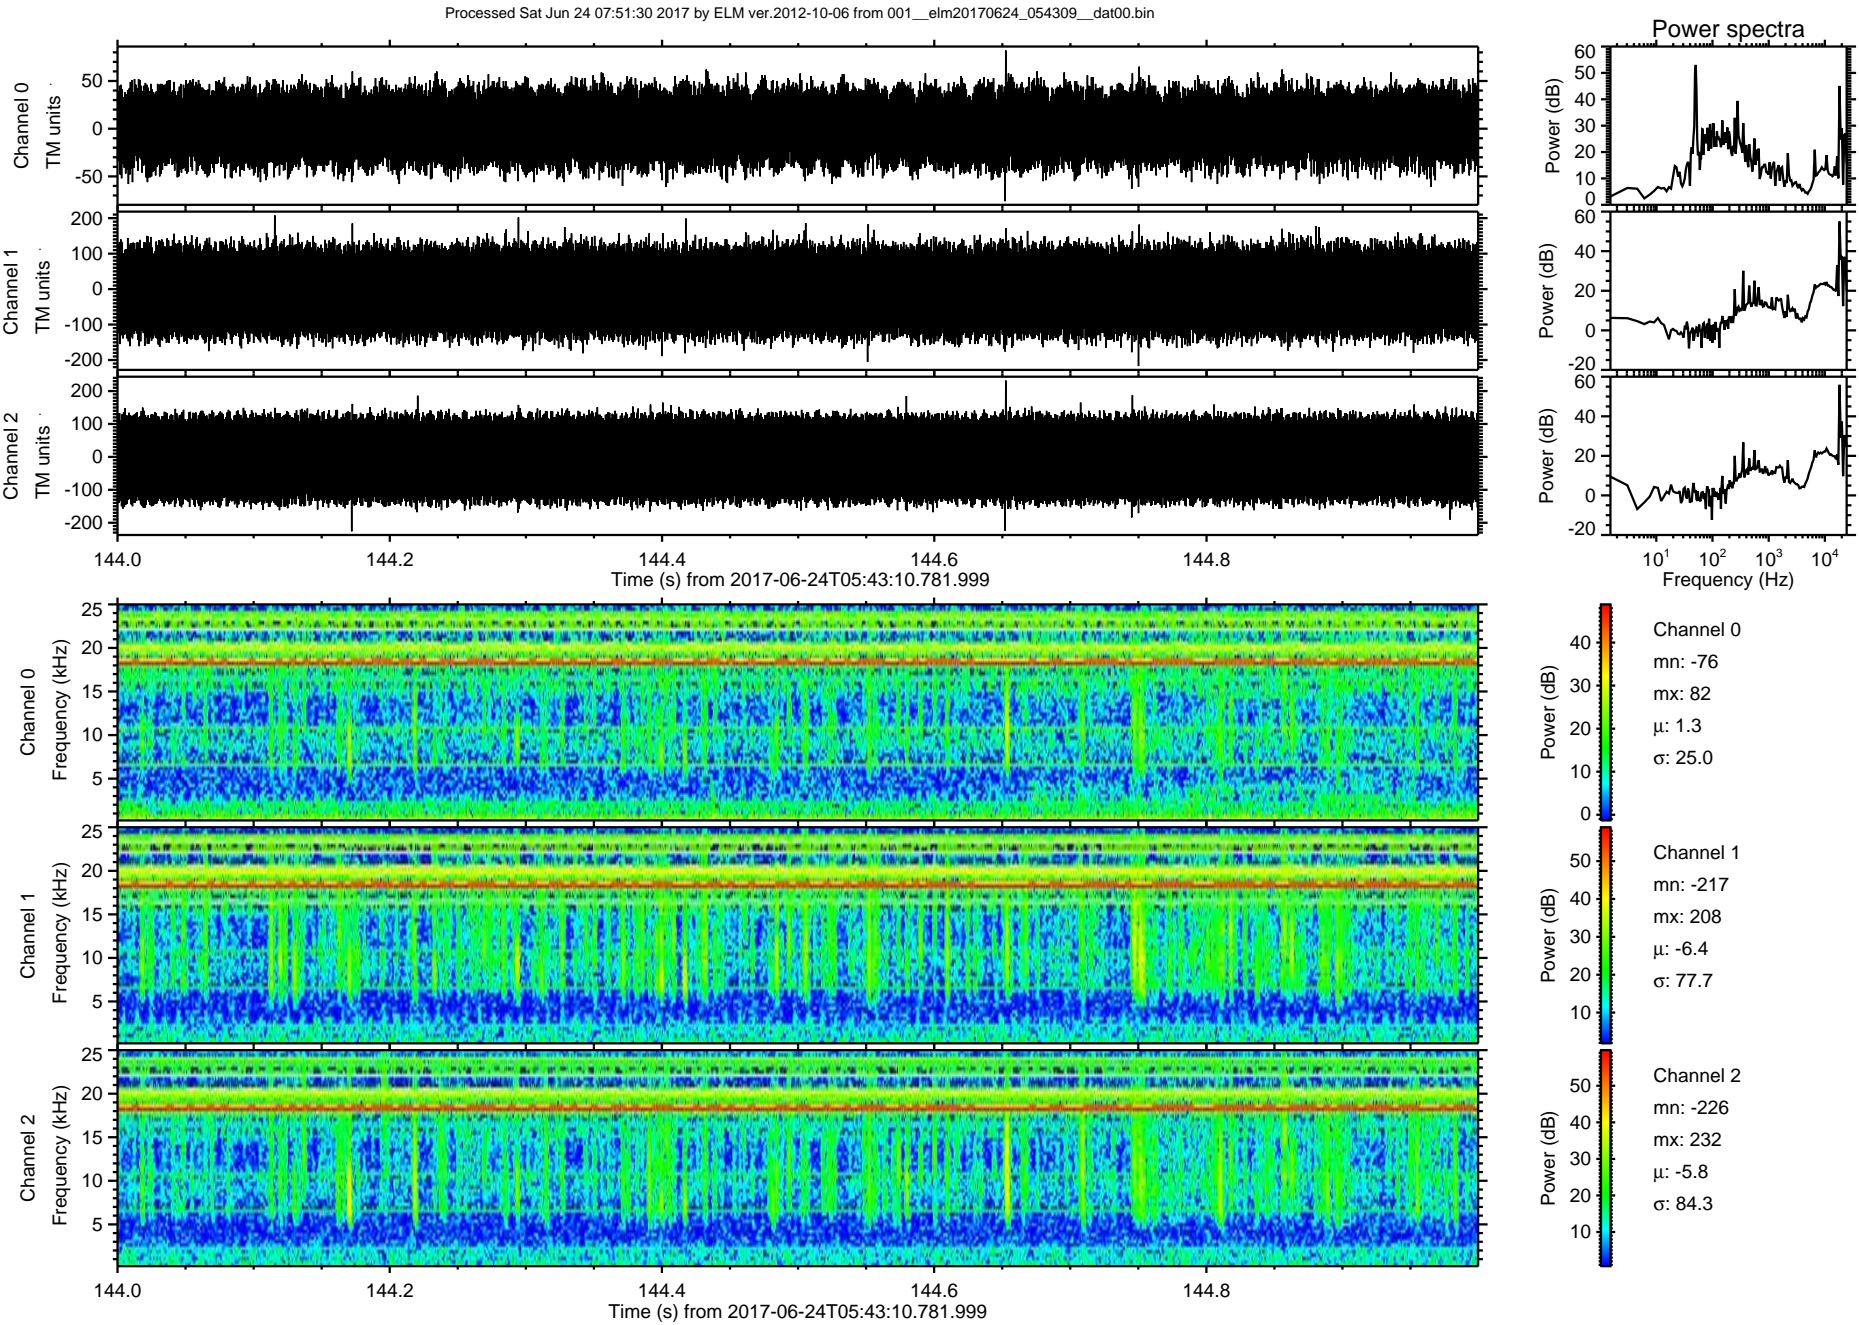 Processed Sat Jun 24 07:51:30 2017 by ELM ver.2012-10-06 from 001__elm20170624_054309__dat00.bin
Power spectra
Channel 0
TM units
50
0
-50
Power (dB)
60
50
40
30
20
10
0
Channel 1
TM units
200
100
0
-100
-200
Power (dB)
60
40
20
0
-20
Channel 2
TM units
200
100
0
-100
-200
Power (dB)
60
40
20
0
-20
144.0 144.2 144.4 144.6 144.8
Time (s) from 2017-06-24T05:43:10.781.999
10^1 10^2 10^3 10^4
Frequency (Hz)
Channel 0
Frequency (kHz)
25
20
15
10
5
Power (dB)
40
30
20
10
0
Channel 0
mn: -76
mx: 82
μ: 1.3
σ: 25.0
Channel 1
Frequency (kHz)
25
20
15
10
5
Power (dB)
50
40
30
20
10
Channel 1
mn: -217
mx: 208
μ: -6.4
σ: 77.7
Channel 2
Frequency (kHz)
25
20
15
10
5
Power (dB)
50
40
30
20
10
Channel 2
mn: -226
mx: 232
μ: -5.8
σ: 84.3
144.0 144.2 144.4 144.6 144.8
Time (s) from 2017-06-24T05:43:10.781.999